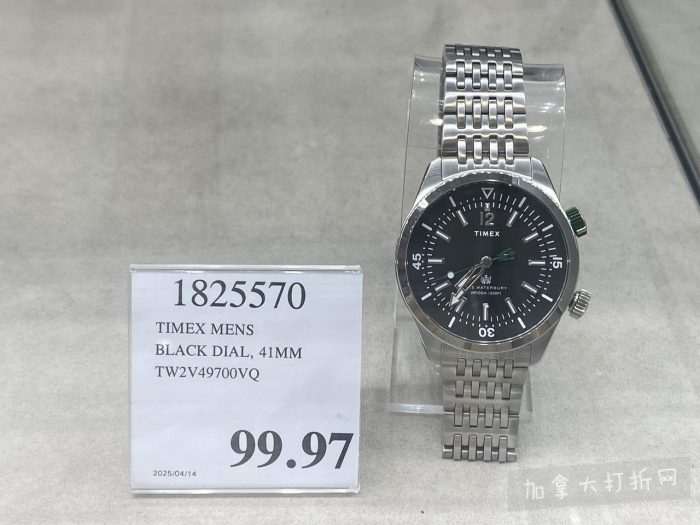 1825570
TIMEX MENS
BLACK DIAL, 41MM
TW2V49700VQ
99.97
2025/04/14
12
TIMEX
45
15
WATERBURY
30
加拿大打折网